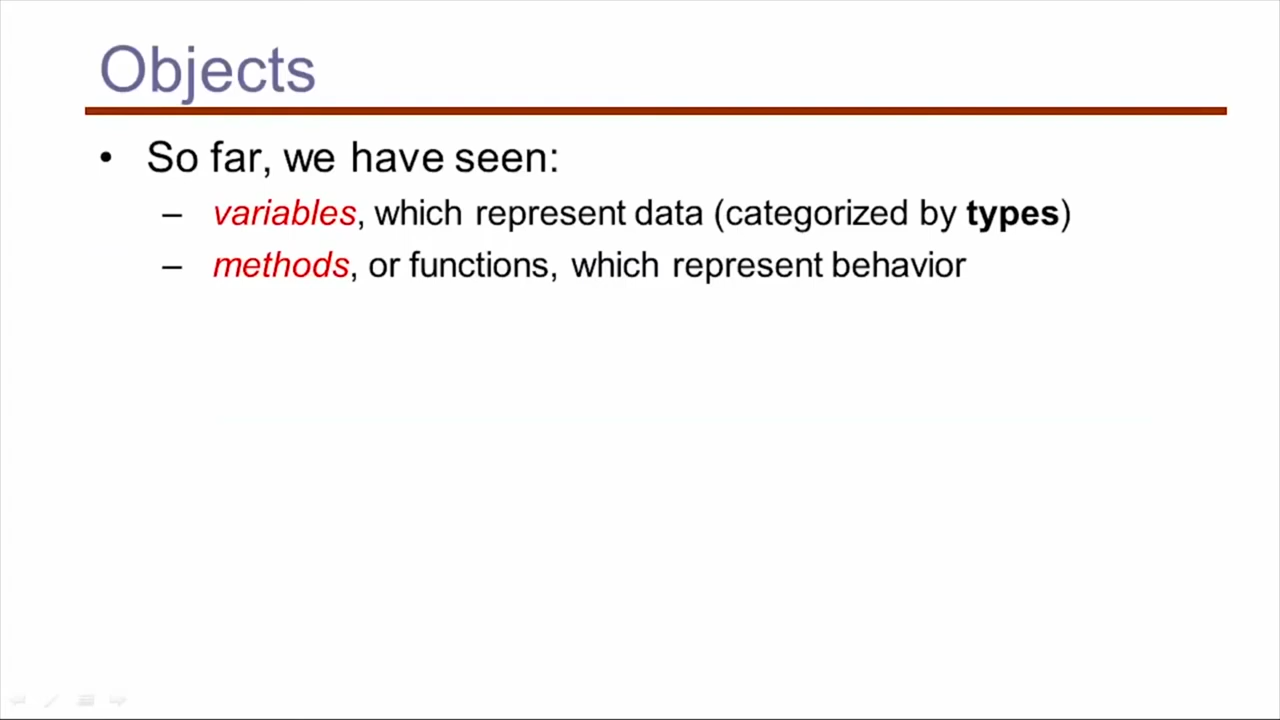 Objects
• So far, we have seen:
– variables, which represent data (categorized by types)
– methods, or functions, which represent behavior